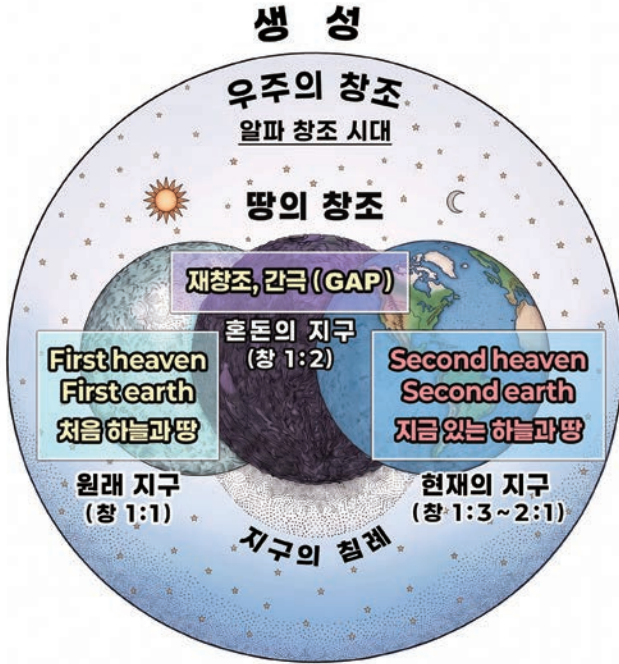 생 성
우주의 창조
알파 창조 시대
땅의 창조
재창조, 간극 (GAP)
혼돈의 지구
(창 1:2)
First heaven
First earth
처음 하늘과 땅
Second heaven
Second earth
지금 있는 하늘과 땅
원래 지구
(창 1:1)
현재의 지구
(창 1:3~2:1)
지구의 침례